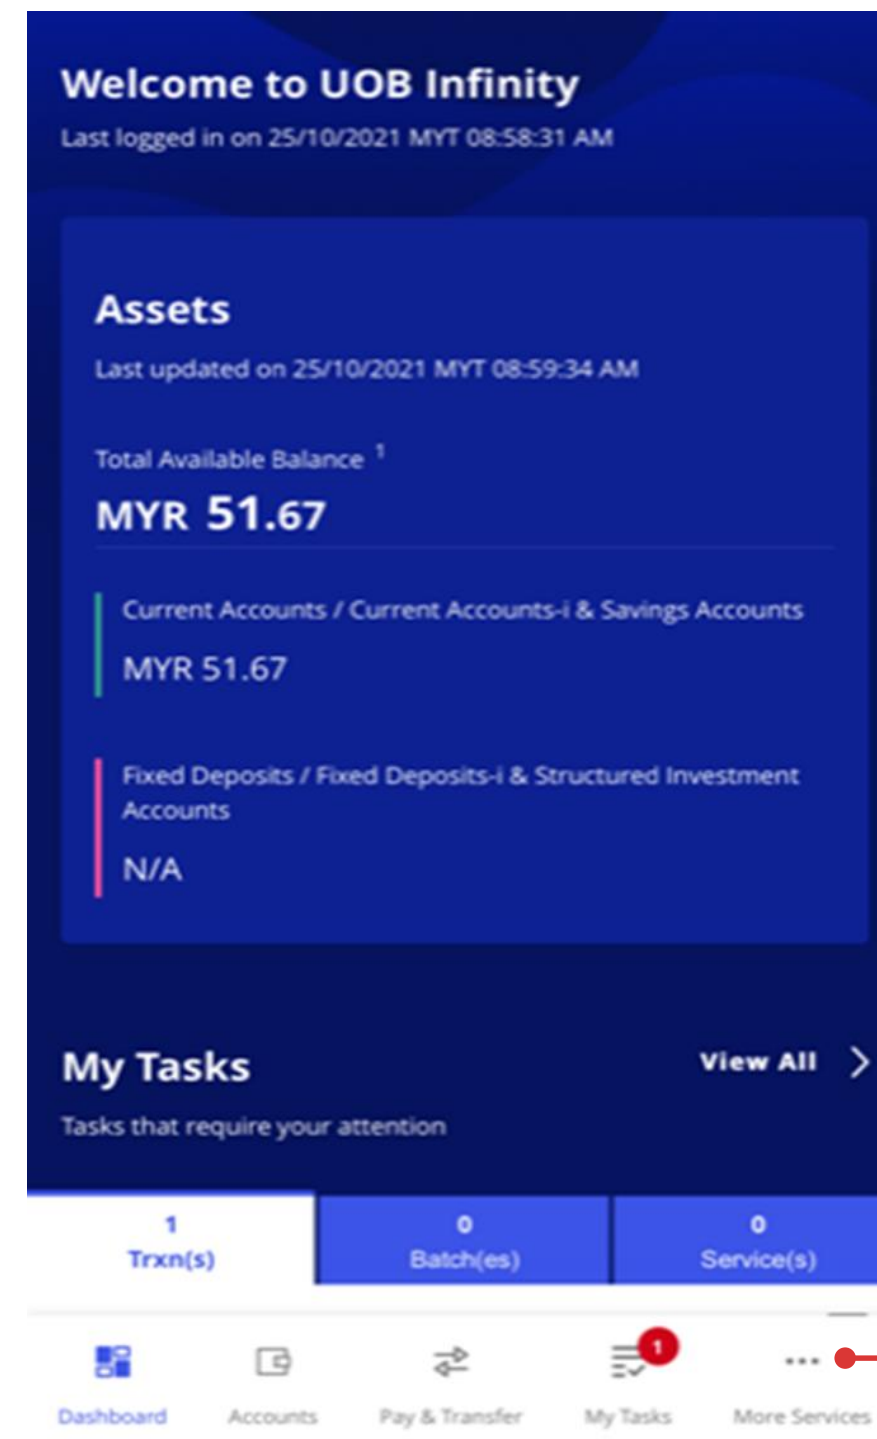 Welcome to UOB Infinity
Last logged in on 25/10/2021 MYT 08:58:31 AM
Assets
Last updated on 25/10/2021 MYT 08:59:34 AM
Total Available Balance 1
MYR 51.67
Current Accounts / Current Accounts-i & Savings Accounts
MYR 51.67
Fixed Deposits / Fixed Deposits-i & Structured Investment
Accounts
N/A
My Tasks
View All
Tasks that require your attention
1
Trxn(s)
0
Batch(es)
0
Service(s)
1
Dashboard
Accounts
Pay & Transfer
My Tasks
More Services